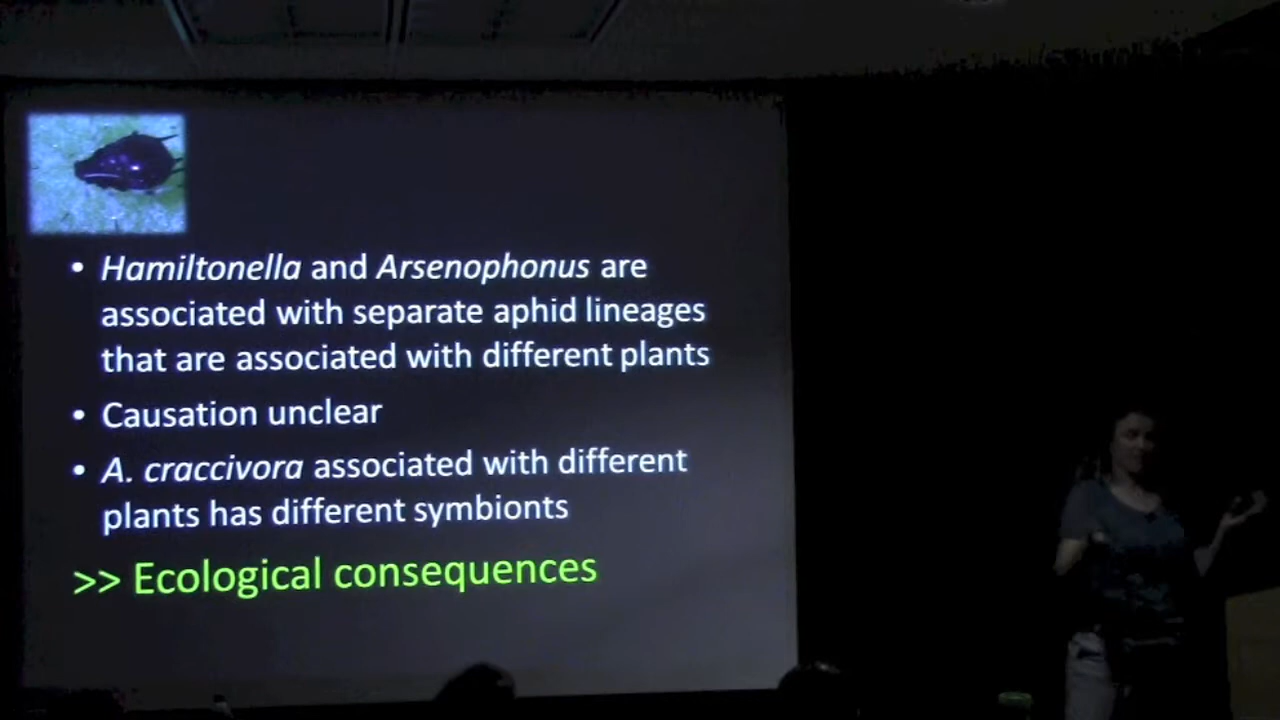 • Hamiltonella and Arsenophonus are
associated with separate aphid lineages
that are associated with different plants
• Causation unclear
• A. craccivora associated with different
plants has different symbionts
>> Ecological consequences